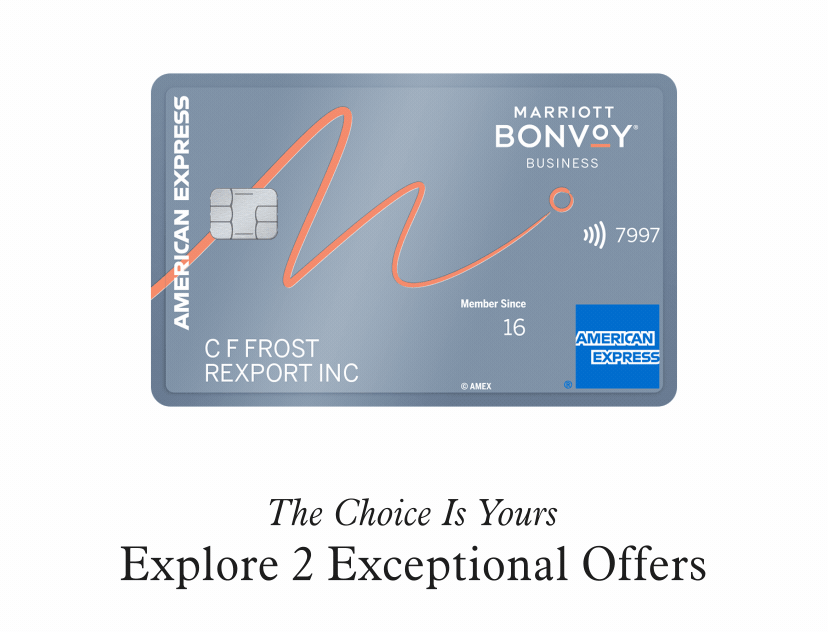 AMERICAN EXPRESS
MARRIOTT
BONVOY®
BUSINESS
7997
Member Since
16
C F FROST
REXPORT INC
AMERICAN
EXPRESS
®
© AMEX
The Choice Is Yours
Explore 2 Exceptional Offers